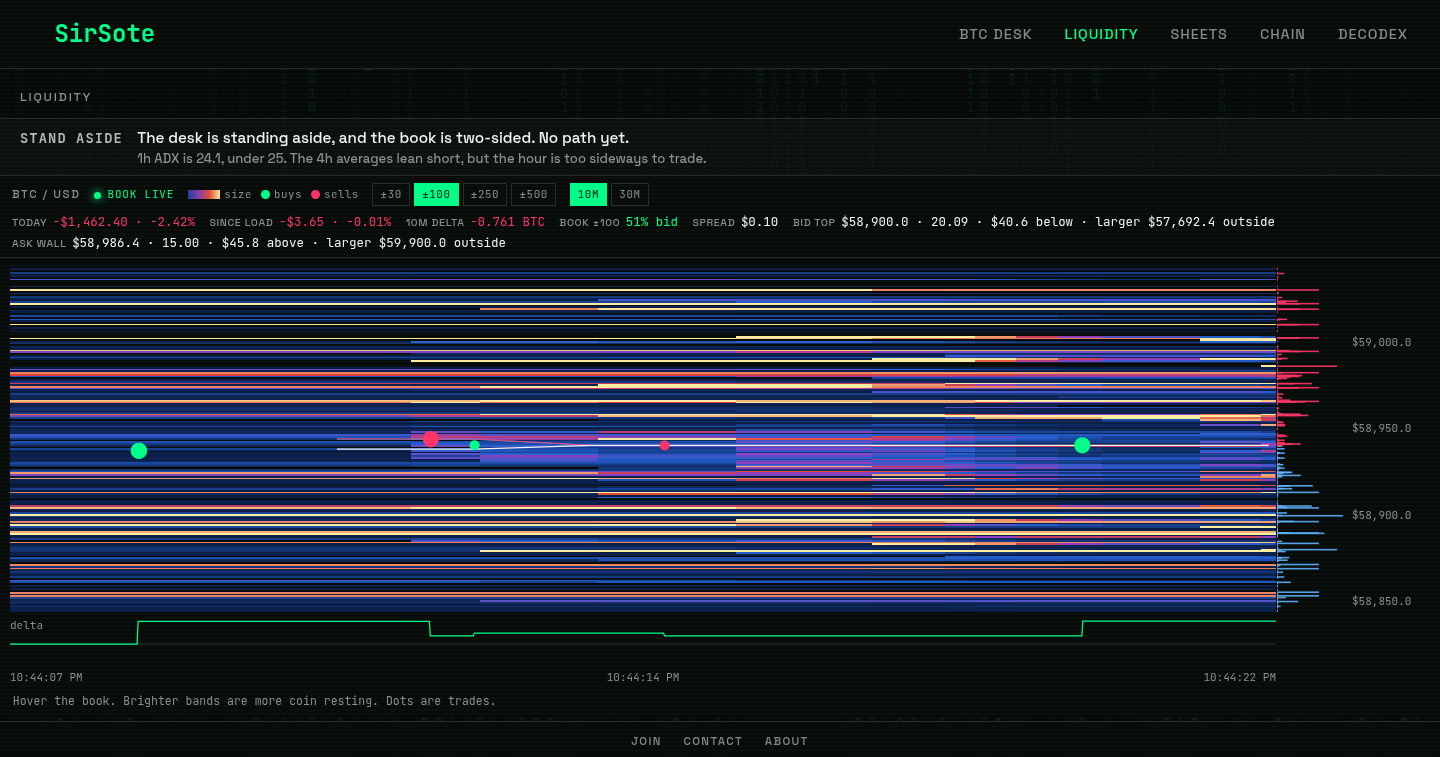 SirSote
BTC DESK LIQUIDITY SHEETS CHAIN DECODEX
LIQUIDITY
STAND ASIDE The desk is standing aside, and the book is two-sided. No path yet.
1h ADX is 24.1, under 25. The 4h averages lean short, but the hour is too sideways to trade.
BTC / USD BOOK LIVE size buys sells ±30 ±100 ±250 ±500 10M 30M
TODAY -$1,462.40 · -2.42% SINCE LOAD -$3.65 · -0.01% 10M DELTA -0.761 BTC BOOK ±100 51% bid SPREAD $0.10 BID TOP $58,900.0 · 20.09 · $40.6 below · larger $57,692.4 outside
ASK WALL $58,986.4 · 15.00 · $45.8 above · larger $59,900.0 outside
$59,000.0
$58,950.0
$58,900.0
$58,850.0
delta
10:44:07 PM 10:44:14 PM 10:44:22 PM
Hover the book. Brighter bands are more coin resting. Dots are trades.
JOIN CONTACT ABOUT